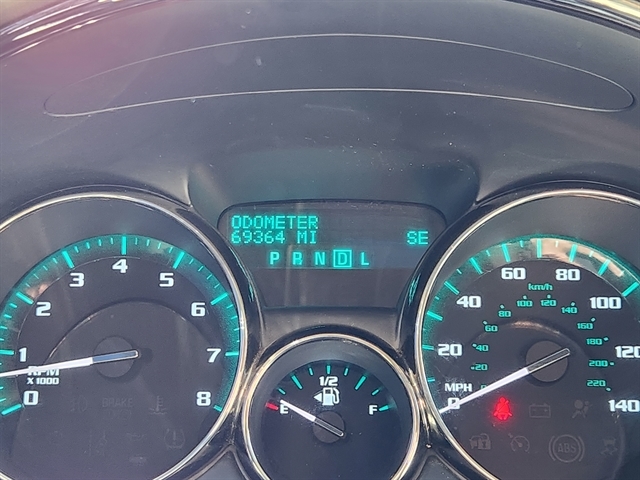 ODOMETER
69364 MI SE
P R N D L
0 1 2 3 4 5 6 7 8
RPM
X 1000
BRAKE
1/2
E F
0 20 40 60 80 100 120 140
MPH
km/h
20 40 60 80 100 120 140 160 180 200 220
ABS